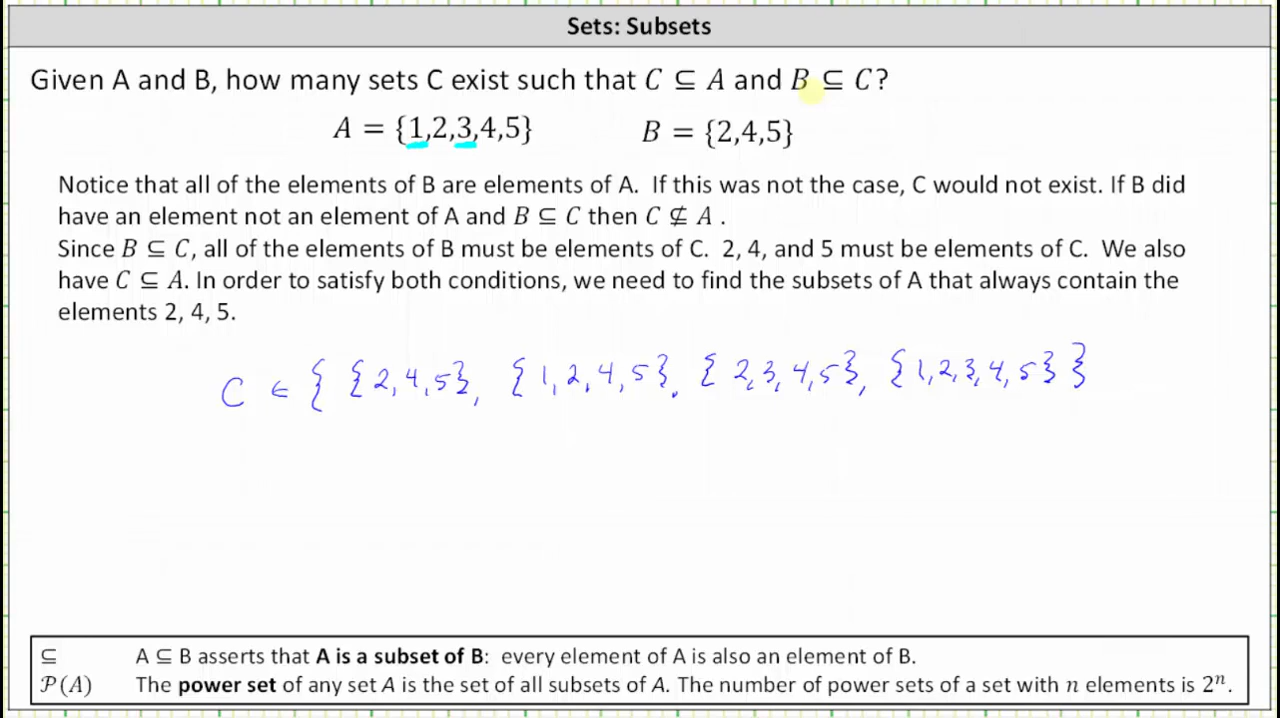 Sets: Subsets
Given A and B, how many sets C exist such that C ⊆ A and B ⊆ C?
A = {1,2,3,4,5} B = {2,4,5}
Notice that all of the elements of B are elements of A. If this was not the case, C would not exist. If B did
have an element not an element of A and B ⊆ C then C ⊈ A .
Since B ⊆ C, all of the elements of B must be elements of C. 2, 4, and 5 must be elements of C. We also
have C ⊆ A. In order to satisfy both conditions, we need to find the subsets of A that always contain the
elements 2, 4, 5.
C ∈ { {2,4,5}, {1,2,4,5}, {2,3,4,5}, {1,2,3,4,5} }
⊆ A ⊆ B asserts that A is a subset of B: every element of A is also an element of B.
𝒫(A) The power set of any set A is the set of all subsets of A. The number of power sets of a set with n elements is 2ⁿ.